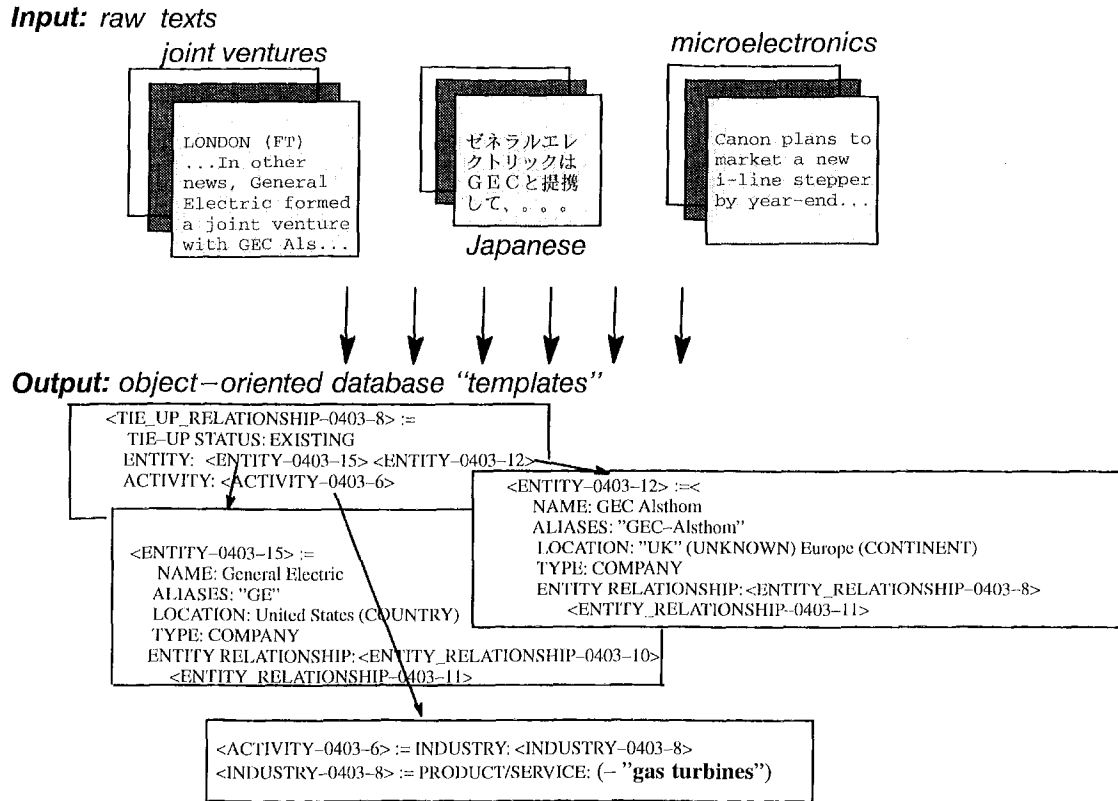 Input: raw texts
joint ventures
microelectronics
LONDON (FT)
...In other
news, General
Electric formed
a joint venture
with GEC Als...
ゼネラルエレ
クトリックは
GECと提携
して、。。。
Japanese
Canon plans to
market a new
i-line stepper
by year-end...
Output: object-oriented database "templates"
<TIE_UP_RELATIONSHIP-0403-8> :=
TIE-UP STATUS: EXISTING
ENTITY: <ENTITY-0403-15> <ENTITY-0403-12>
ACTIVITY: <ACTIVITY-0403-6>
<ENTITY-0403-12> :=<
NAME: GEC Alsthom
ALIASES: "GEC-Alsthom"
LOCATION: "UK" (UNKNOWN) Europe (CONTINENT)
TYPE: COMPANY
ENTITY RELATIONSHIP: <ENTITY_RELATIONSHIP-0403-8>
<ENTITY_RELATIONSHIP-0403-11>
<ENTITY-0403-15> :=
NAME: General Electric
ALIASES: "GE"
LOCATION: United States (COUNTRY)
TYPE: COMPANY
ENTITY RELATIONSHIP: <ENTITY_RELATIONSHIP-0403-10>
<ENTITY_RELATIONSHIP-0403-11>
<ACTIVITY-0403-6> := INDUSTRY: <INDUSTRY-0403-8>
<INDUSTRY-0403-8> := PRODUCT/SERVICE: (- "gas turbines")